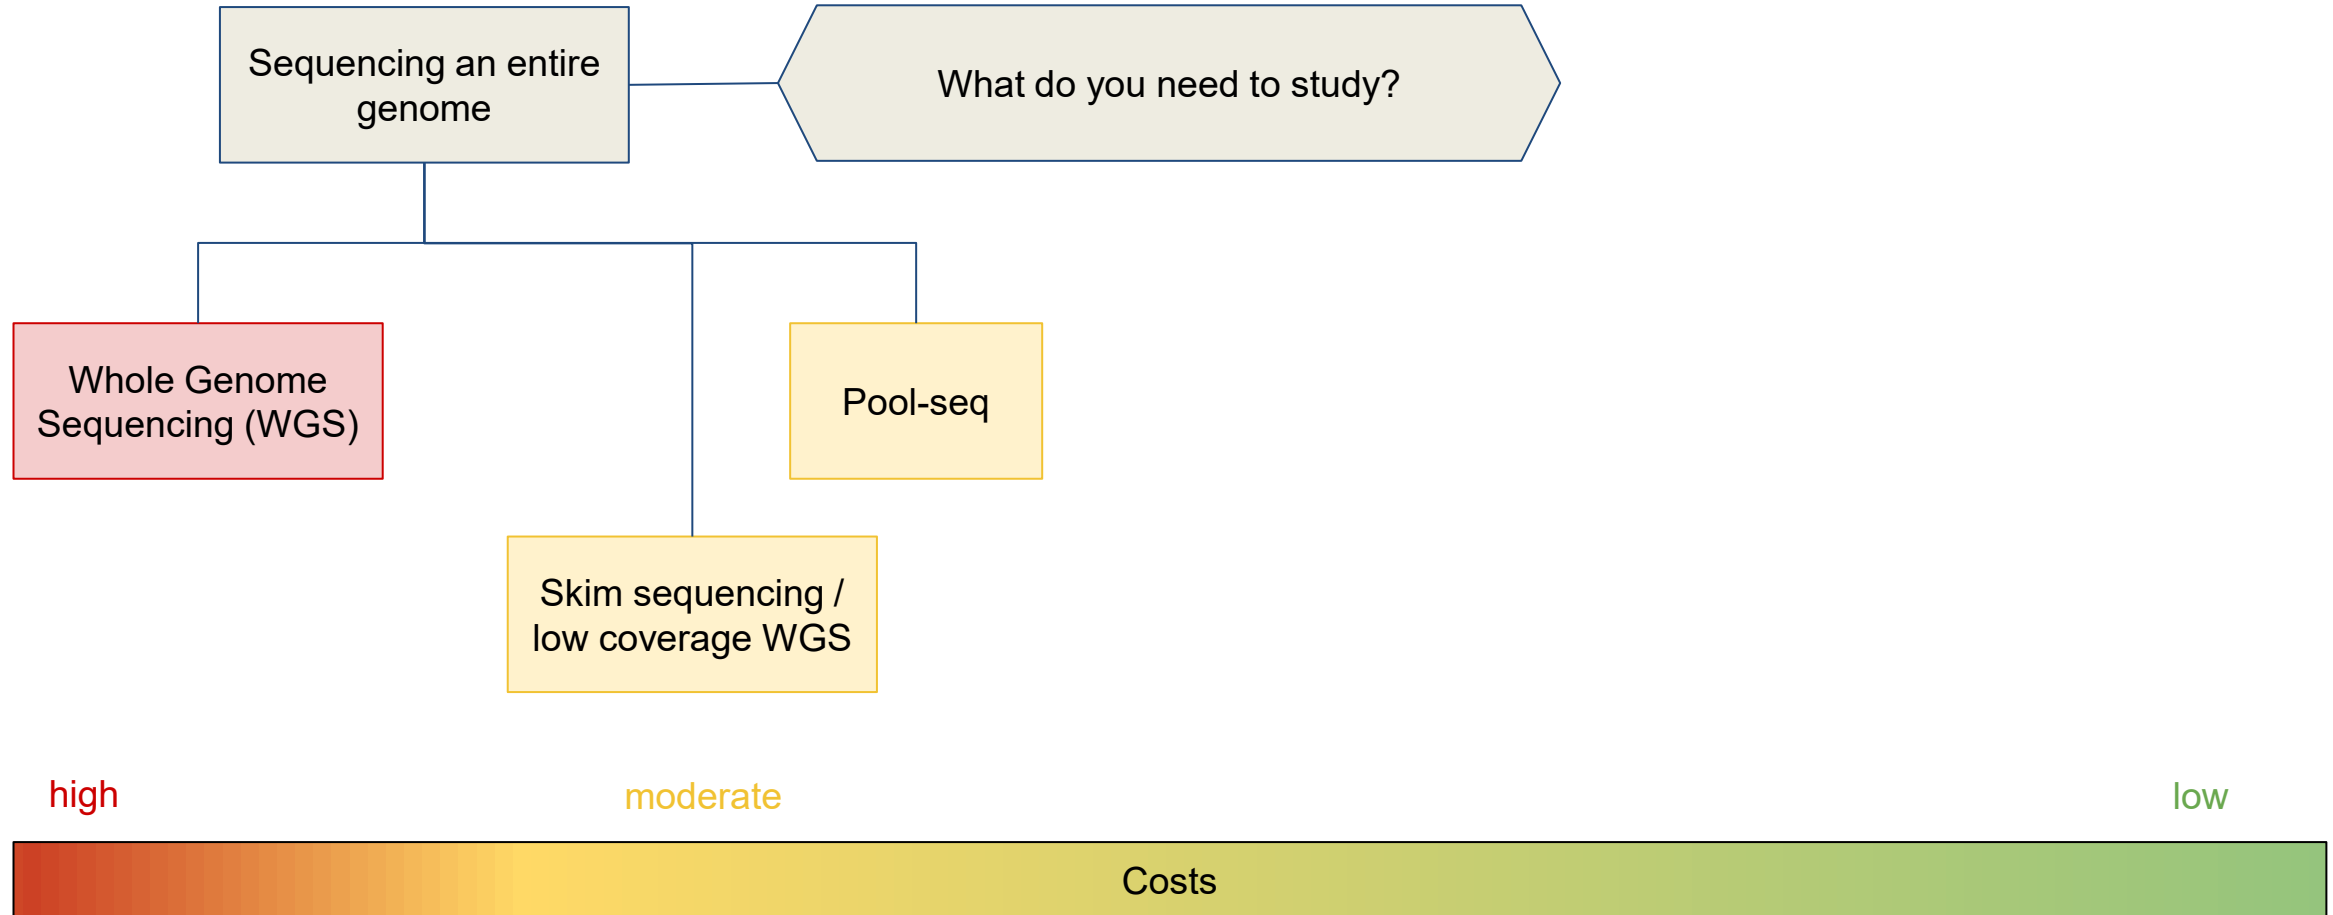 Sequencing an entire
genome
What do you need to study?
Whole Genome
Sequencing (WGS)
Pool-seq
Skim sequencing /
low coverage WGS
high
moderate
low
Costs